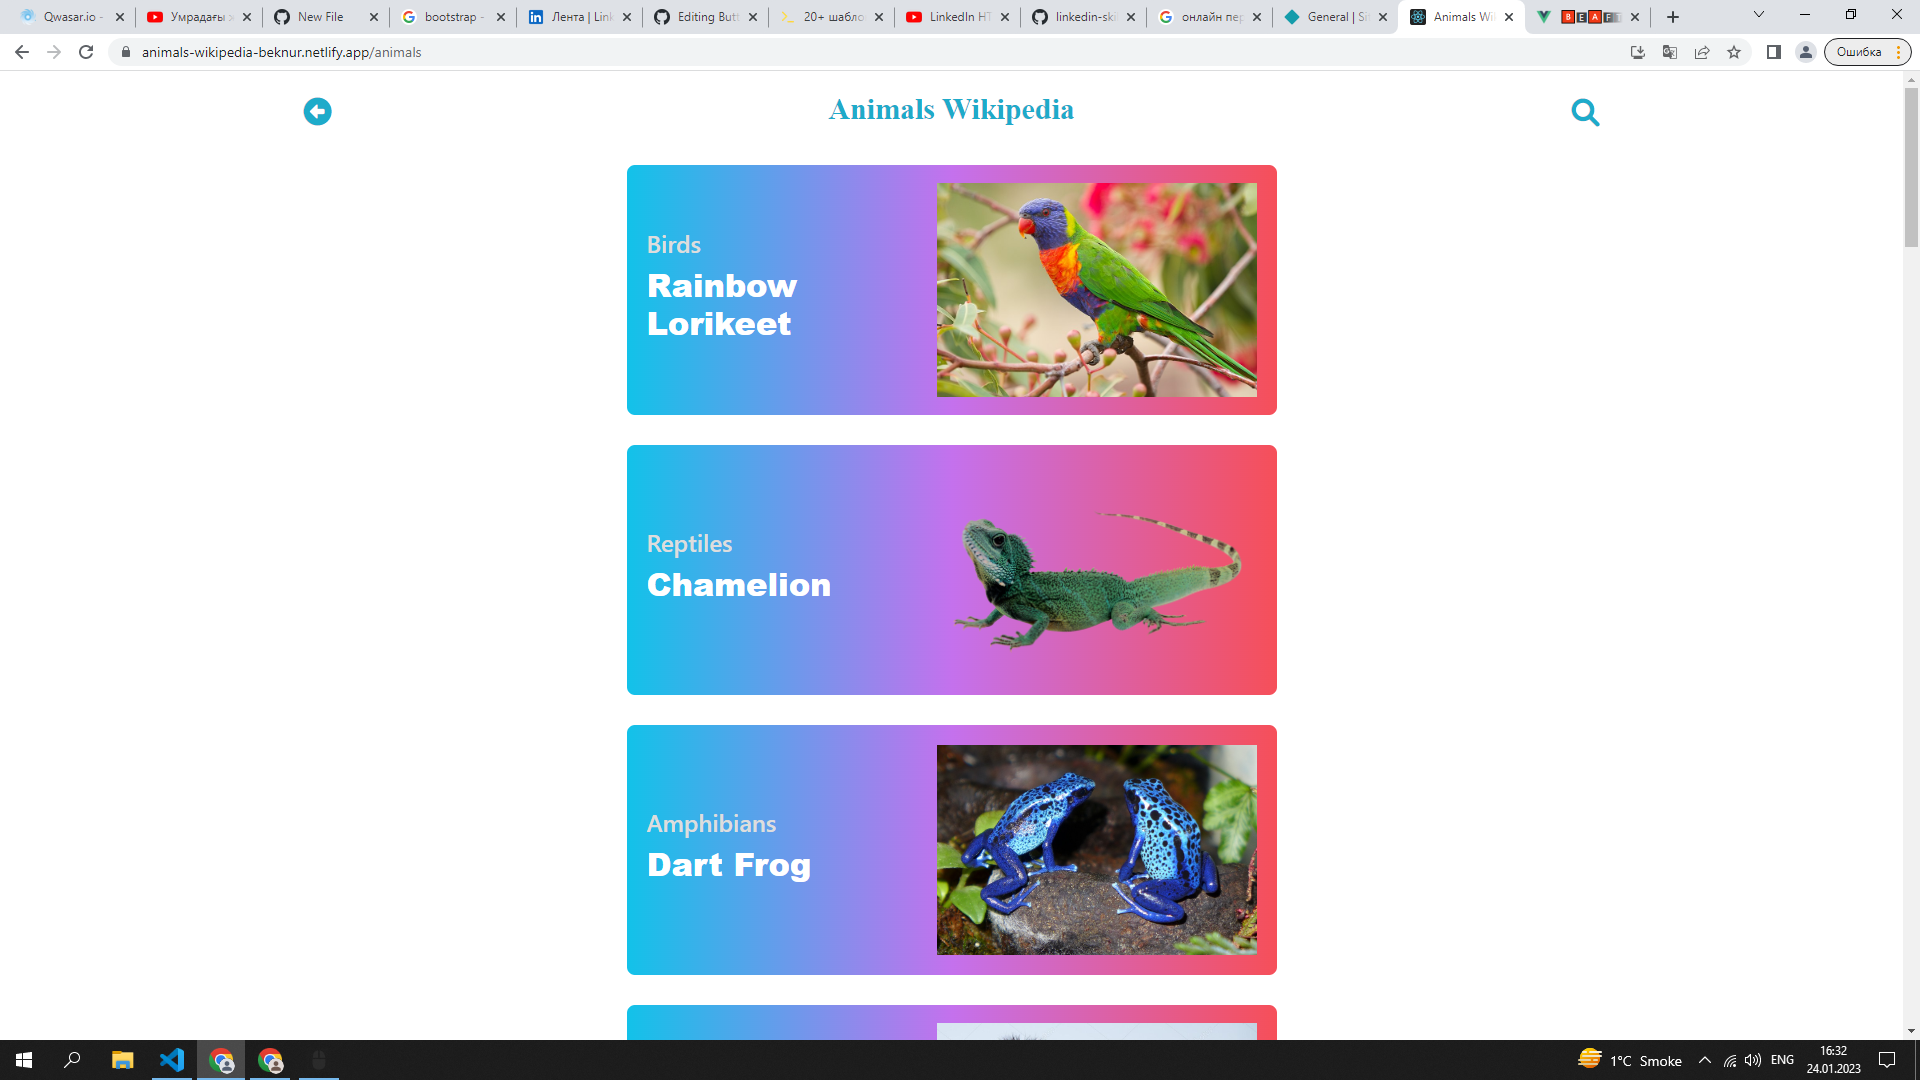 Qwasar.io -
Умрадағы
New File
bootstrap -
Лента | Link
Editing Butt
20+ шабло
LinkedIn HT
linkedin-ski
онлайн пер
General | Sit
Animals Wi
B E A F T
animals-wikipedia-beknur.netlify.app/animals
Ошибка
Animals Wikipedia
Birds
Rainbow
Lorikeet
Reptiles
Chamelion
Amphibians
Dart Frog
1°C Smoke
ENG
16:32
24.01.2023